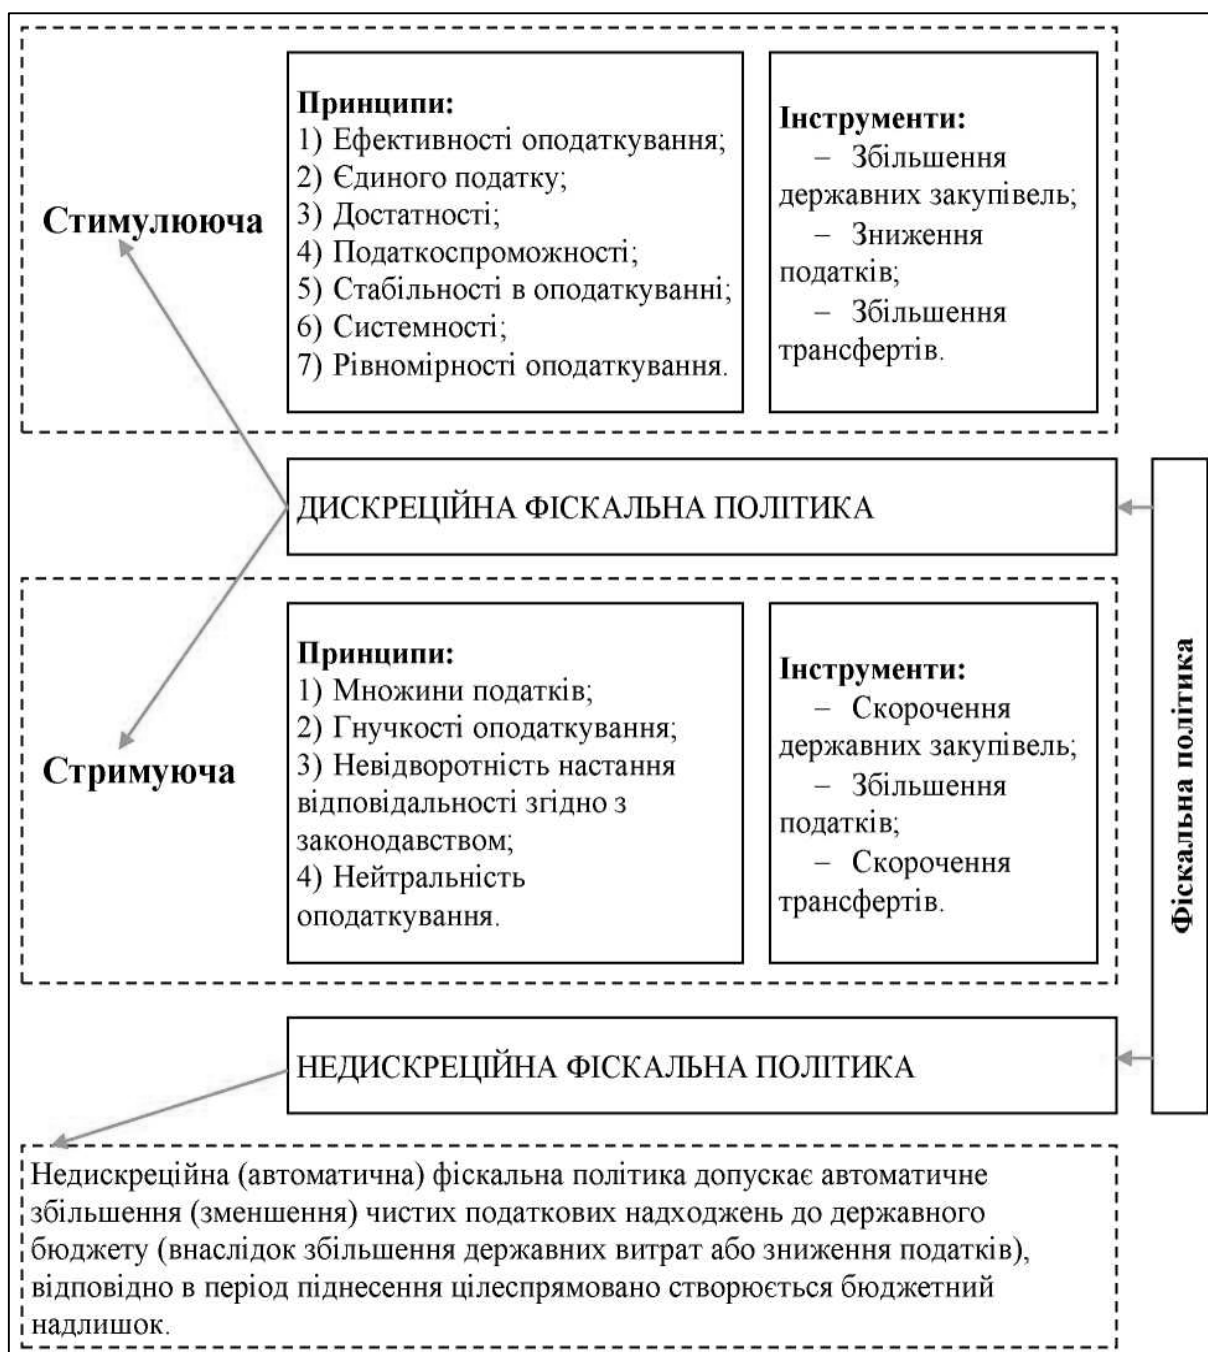 Стимулююча
Принципи:
1) Ефективності оподаткування;
2) Єдиного податку;
3) Достатності;
4) Податкоспроможності;
5) Стабільності в оподаткуванні;
6) Системності;
7) Рівномірності оподаткування.
Інструменти:
– Збільшення
державних закупівель;
– Зниження
податків;
– Збільшення
трансфертів.
ДИСКРЕЦІЙНА ФІСКАЛЬНА ПОЛІТИКА
Стримуюча
Принципи:
1) Множини податків;
2) Гнучкості оподаткування;
3) Невідворотність настання
відповідальності згідно з
законодавством;
4) Нейтральність
оподаткування.
Інструменти:
– Скорочення
державних закупівель;
– Збільшення
податків;
– Скорочення
трансфертів.
Фіскальна політика
НЕДИСКРЕЦІЙНА ФІСКАЛЬНА ПОЛІТИКА
Недискреційна (автоматична) фіскальна політика допускає автоматичне
збільшення (зменшення) чистих податкових надходжень до державного
бюджету (внаслідок збільшення державних витрат або зниження податків),
відповідно в період піднесення цілеспрямовано створюється бюджетний
надлишок.